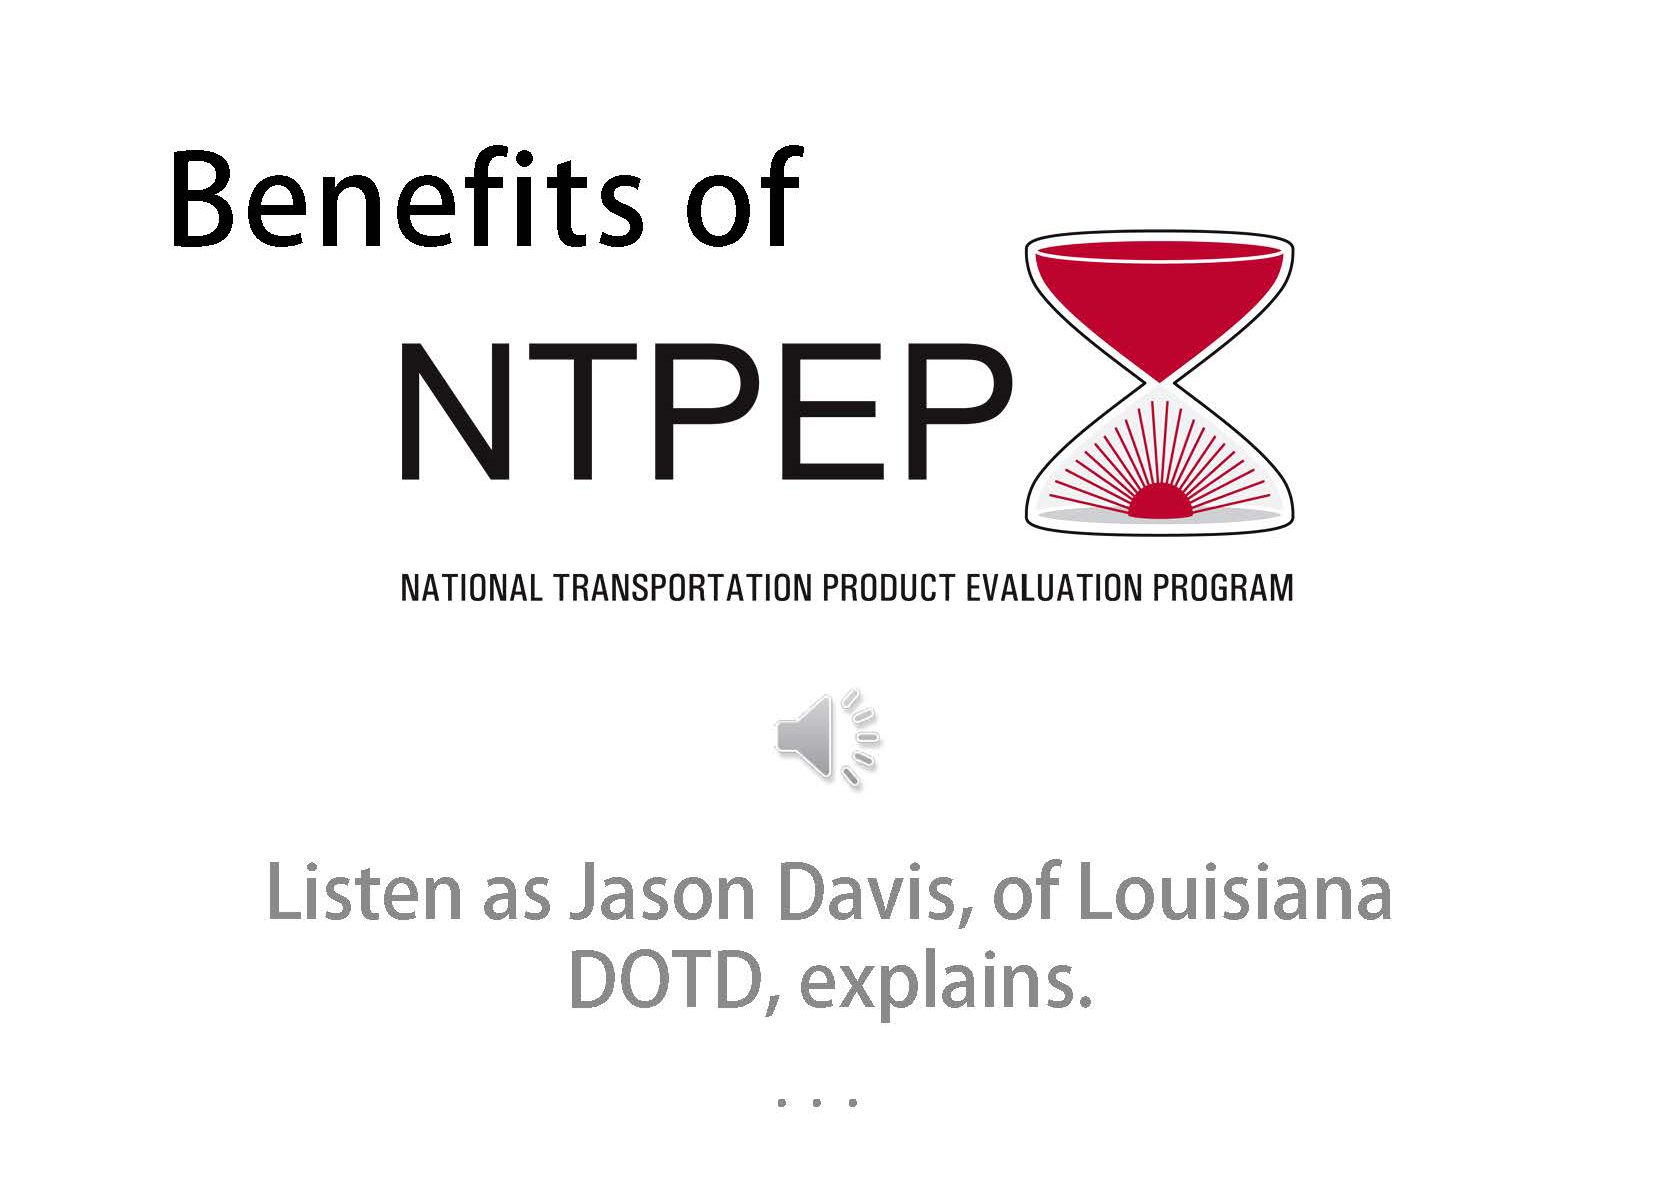 Benefits of
NTPEP
NATIONAL TRANSPORTATION PRODUCT EVALUATION PROGRAM
Listen as Jason Davis, of Louisiana
DOTD, explains.
. . .